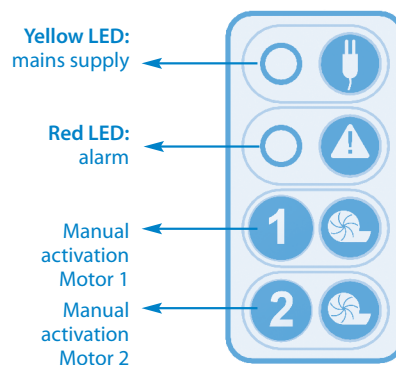 Yellow LED:
mains supply
Red LED:
alarm
Manual
activation
Motor 1
Manual
activation
Motor 2
!
1
2